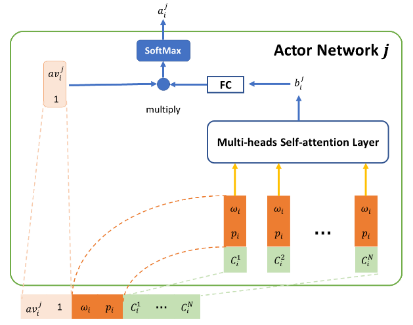 a_i^j
SoftMax
Actor Network j
av_i^j
1
multiply
FC
b_i^j
Multi-heads Self-attention Layer
ω_i ω_i ω_i
p_i p_i ... p_i
C_i^1 C_i^2 C_i^N
av_i^j 1 ω_i p_i C_i^1 ... C_i^N